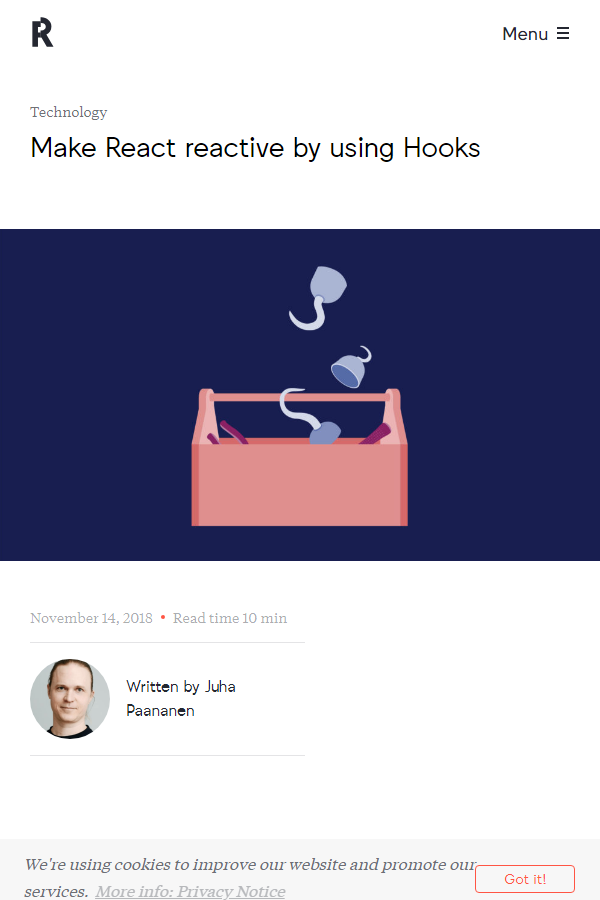 Menu
Technology
Make React reactive by using Hooks
November 14, 2018 • Read time 10 min
Written by Juha
Paananen
We're using cookies to improve our website and promote our
services. More info: Privacy Notice
Got it!